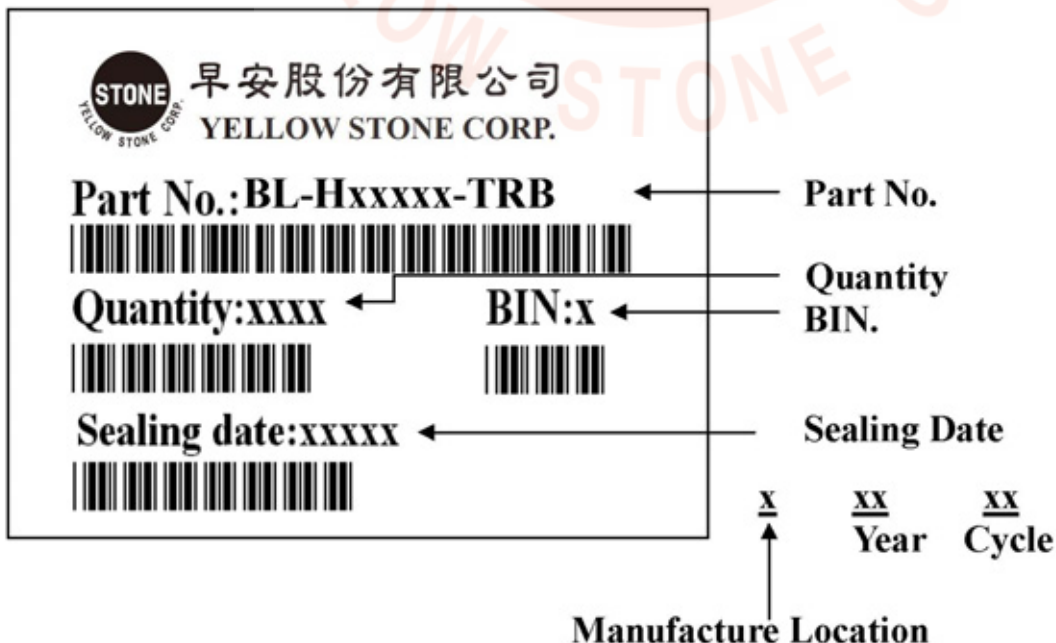 YELLOW STONE
STONE
YELLOW STONE CORP.
早安股份有限公司
YELLOW STONE CORP.
Part No.:BL-Hxxxxx-TRB
Part No.
Quantity:xxxx
BIN:x
Quantity
BIN.
Sealing date:xxxxx
Sealing Date
x xx xx
Year Cycle
Manufacture Location